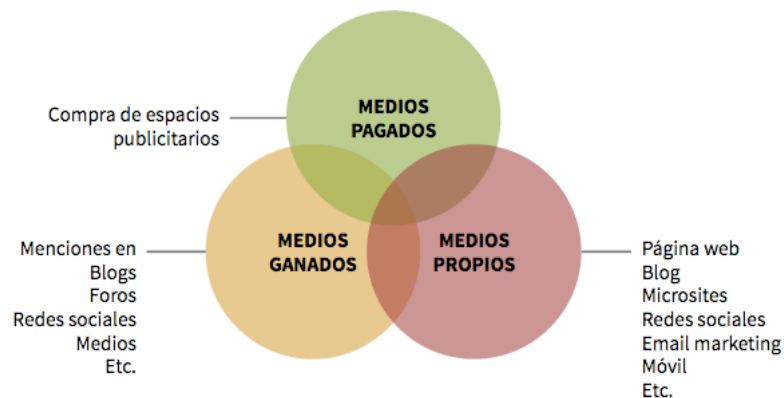 MEDIOS
PAGADOS
Compra de espacios
publicitarios
MEDIOS
GANADOS
MEDIOS
PROPIOS
Menciones en
Blogs
Foros
Redes sociales
Medios
Etc.
Página web
Blog
Microsites
Redes sociales
Email marketing
Móvil
Etc.